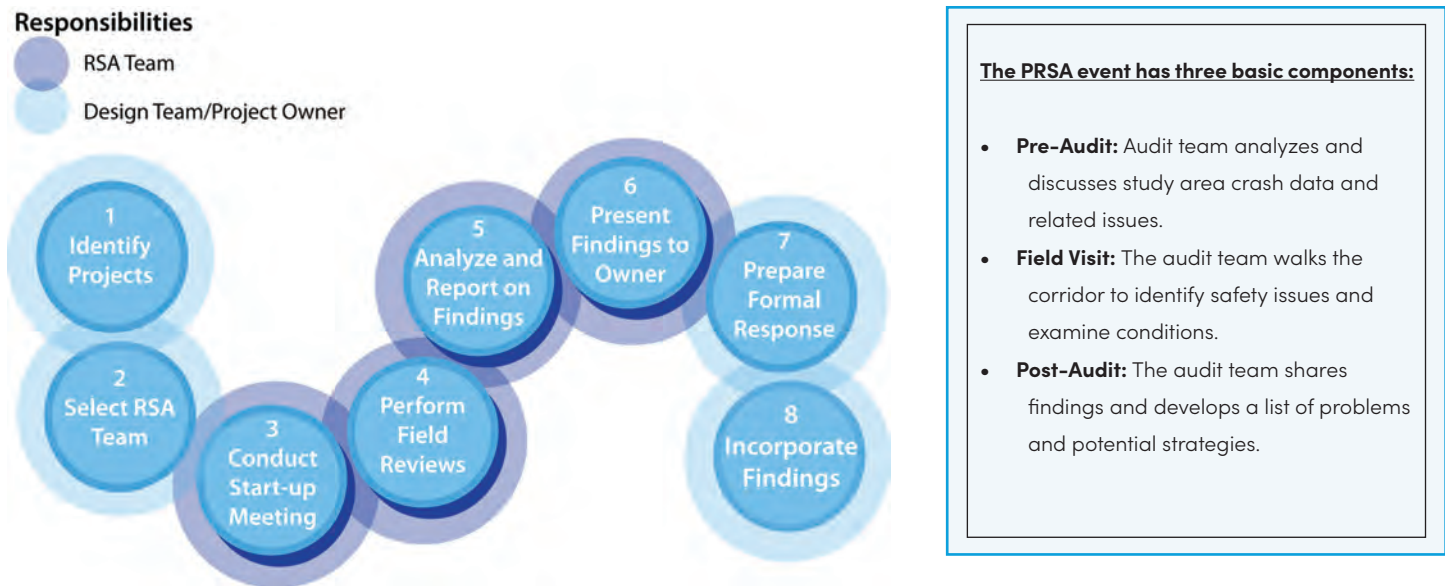 Responsibilities
RSA Team
Design Team/Project Owner
1
Identify
Projects
2
Select RSA
Team
3
Conduct
Start-up
Meeting
4
Perform
Field
Reviews
5
Analyze and
Report on
Findings
6
Present
Findings to
Owner
7
Prepare
Formal
Response
8
Incorporate
Findings
The PRSA event has three basic components:
• Pre-Audit: Audit team analyzes and
discusses study area crash data and
related issues.
• Field Visit: The audit team walks the
corridor to identify safety issues and
examine conditions.
• Post-Audit: The audit team shares
findings and develops a list of problems
and potential strategies.